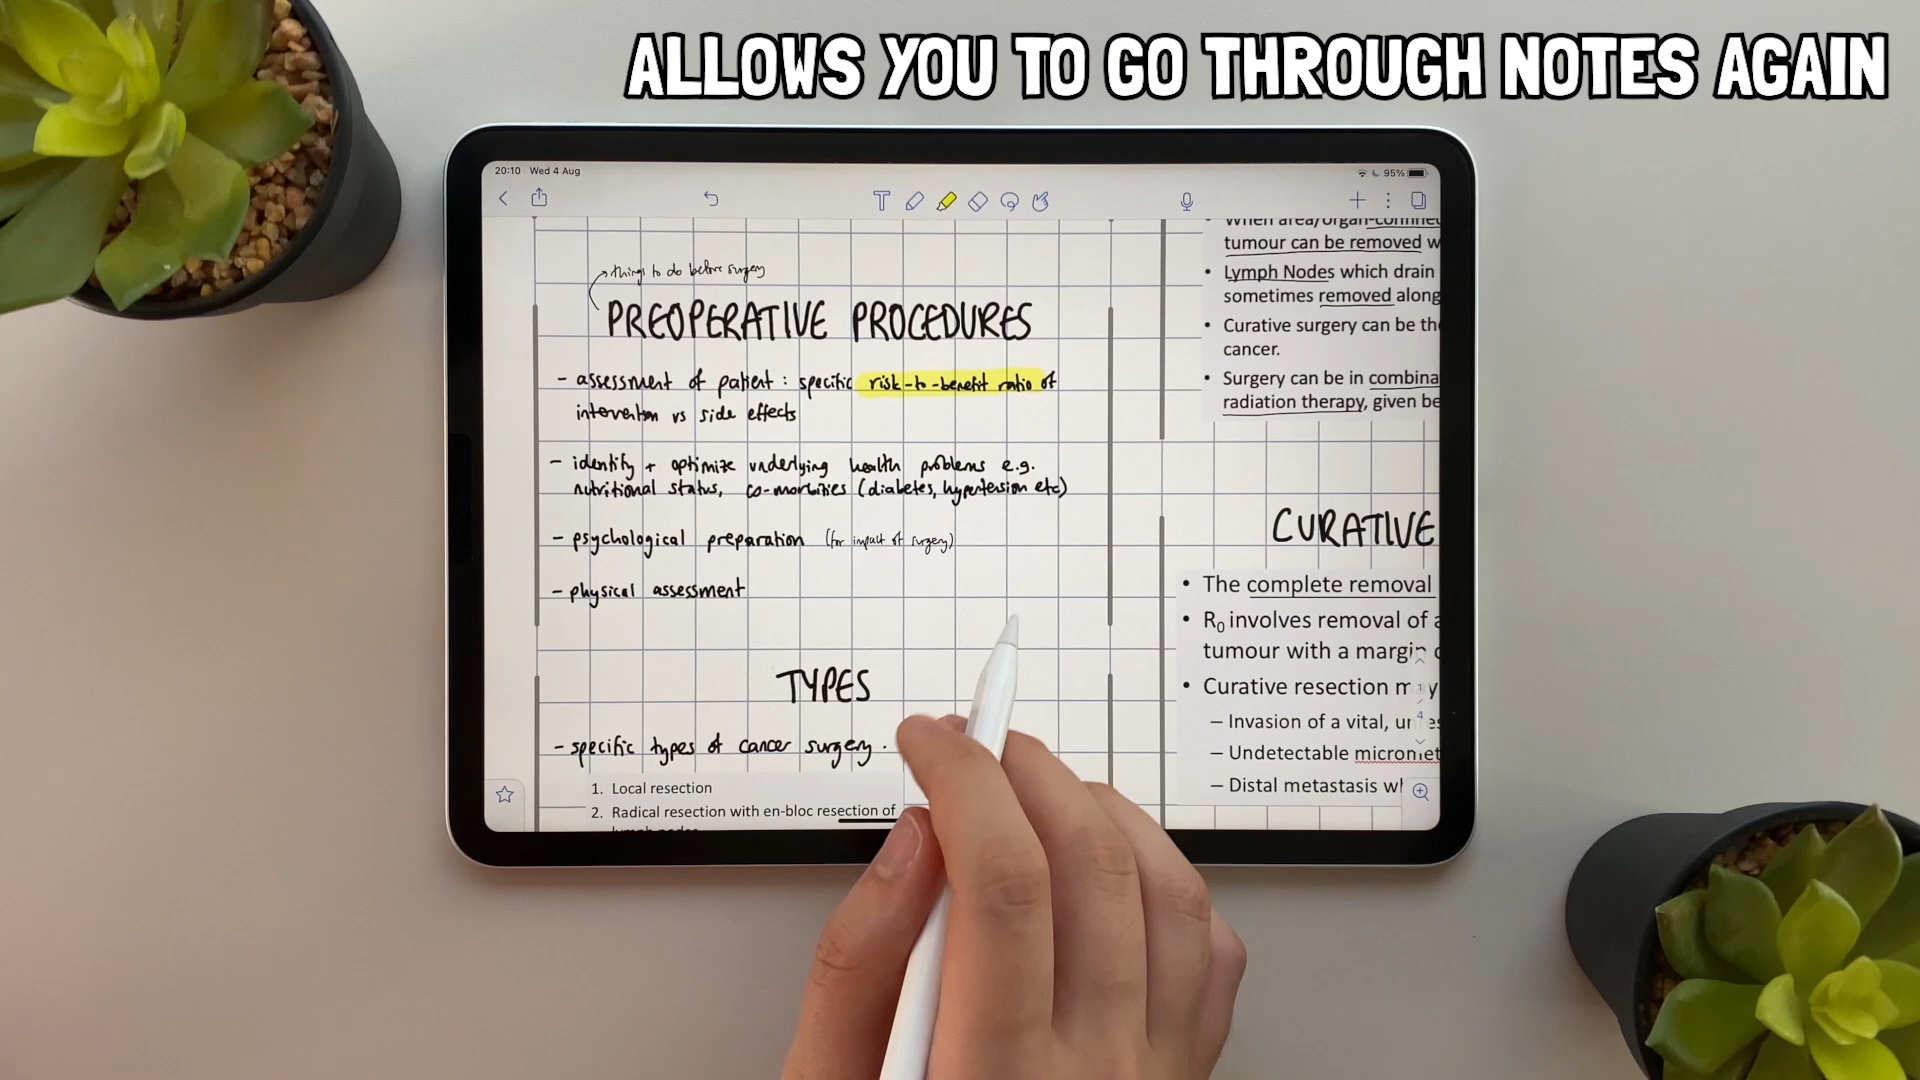 ALLOWS YOU TO GO THROUGH NOTES AGAIN
20:10 Wed 4 Aug
95%
things to do before surgery
PREOPERATIVE PROCEDURES
- assessment of patient : specific risk-to-benefit ratio of
intervention vs side effects
- identify + optimize underlying health problems e.g.
nutritional status, co-morbities (diabetes, hypertension etc)
- psychological preparation (for impact of surgery)
- physical assessment
TYPES
- specific types of cancer surgery.
1. Local resection
2. Radical resection with en-bloc resection of
• When area/organ-confined
tumour can be removed w
• Lymph Nodes which drain
sometimes removed along
• Curative surgery can be the
cancer.
• Surgery can be in combina
radiation therapy, given be
CURATIVE
• The complete removal
• R0 involves removal of a
tumour with a margin
• Curative resection may
– Invasion of a vital,
– Undetectable micromet
– Distal metastasis wh